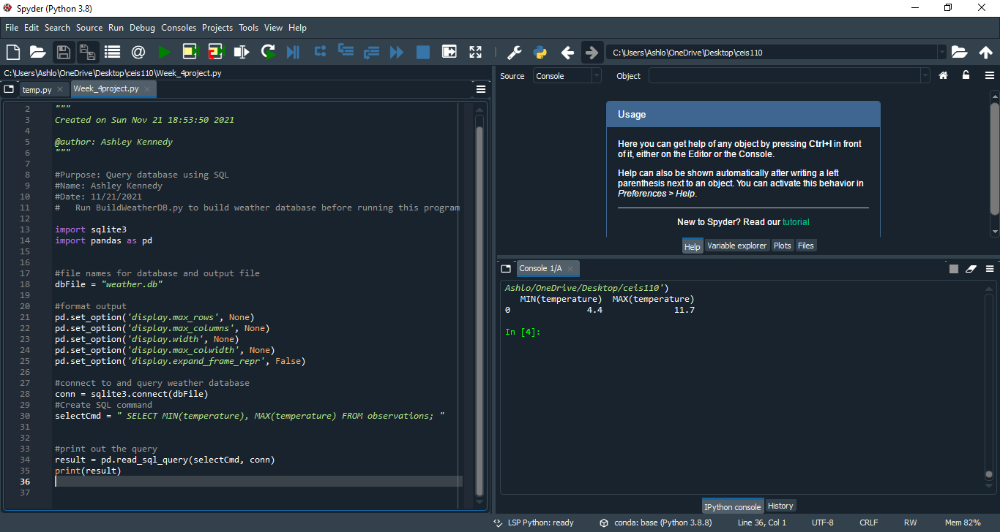 Spyder (Python 3.8)
File Edit Search Source Run Debug Consoles Projects Tools View Help
C:\Users\Ashlo\OneDrive\Desktop\ceis110
C:\Users\Ashlo\OneDrive\Desktop\ceis110\Week_4project.py
temp.py
Week_4project.py
2 """
3 Created on Sun Nov 21 18:53:50 2021
4
5 @author: Ashley Kennedy
6 """
7
8 #Purpose: Query database using SQL
9 #Name: Ashley Kennedy
10 #Date: 11/21/2021
11 #   Run BuildWeatherDB.py to build weather database before running this program
12
13 import sqlite3
14 import pandas as pd
15
16
17 #file names for database and output file
18 dbFile = "weather.db"
19
20 #format output
21 pd.set_option('display.max_rows', None)
22 pd.set_option('display.max_columns', None)
23 pd.set_option('display.width', None)
24 pd.set_option('display.max_colwidth', None)
25 pd.set_option('display.expand_frame_repr', False)
26
27 #connect to and query weather database
28 conn = sqlite3.connect(dbFile)
29 #Create SQL command
30 selectCmd = " SELECT MIN(temperature), MAX(temperature) FROM observations; "
31
32
33 #print out the query
34 result = pd.read_sql_query(selectCmd, conn)
35 print(result)
36
37
Source Console Object
Usage
Here you can get help of any object by pressing Ctrl+I in front
of it, either on the Editor or the Console.
Help can also be shown automatically after writing a left
parenthesis next to an object. You can activate this behavior in
Preferences > Help.
New to Spyder? Read our tutorial
Help Variable explorer Plots Files
Console 1/A
Ashlo/OneDrive/Desktop/ceis110')
MIN(temperature) MAX(temperature)
0 4.4 11.7
In [4]:
IPython console History
LSP Python: ready conda: base (Python 3.8.8) Line 36, Col 1 UTF-8 CRLF RW Mem 82%